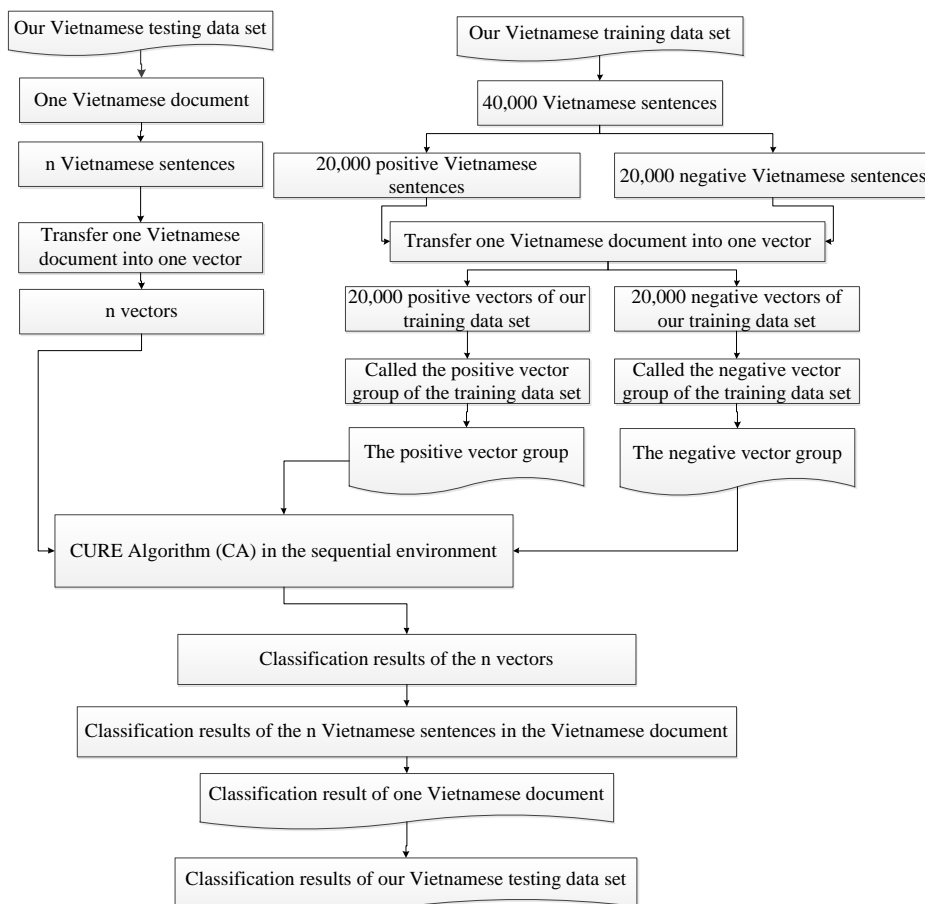 Our Vietnamese testing data set
Our Vietnamese training data set
One Vietnamese document
40,000 Vietnamese sentences
n Vietnamese sentences
20,000 positive Vietnamese
sentences
20,000 negative Vietnamese sentences
Transfer one Vietnamese
document into one vector
Transfer one Vietnamese document into one vector
n vectors
20,000 positive vectors of our
training data set
20,000 negative vectors of
our training data set
Called the positive vector
group of the training data set
Called the negative vector
group of the training data set
The positive vector group
The negative vector group
CURE Algorithm (CA) in the sequential environment
Classification results of the n vectors
Classification results of the n Vietnamese sentences in the Vietnamese document
Classification result of one Vietnamese document
Classification results of our Vietnamese testing data set